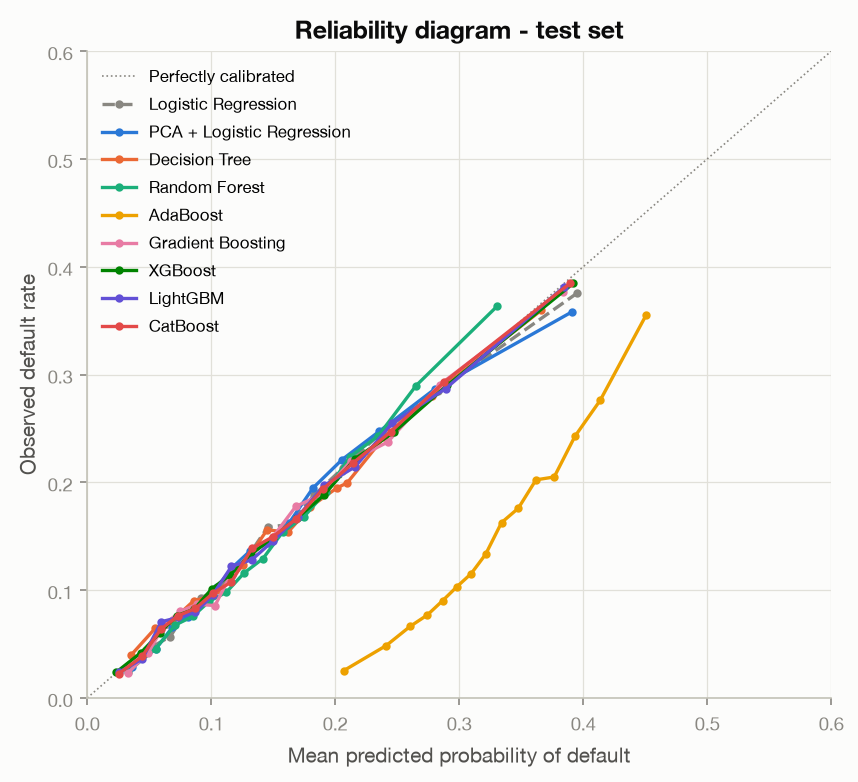 Reliability diagram - test set
0.6
0.5
0.4
0.3
0.2
0.1
0.0
Observed default rate
Perfectly calibrated
Logistic Regression
PCA + Logistic Regression
Decision Tree
Random Forest
AdaBoost
Gradient Boosting
XGBoost
LightGBM
CatBoost
0.0 0.1 0.2 0.3 0.4 0.5 0.6
Mean predicted probability of default